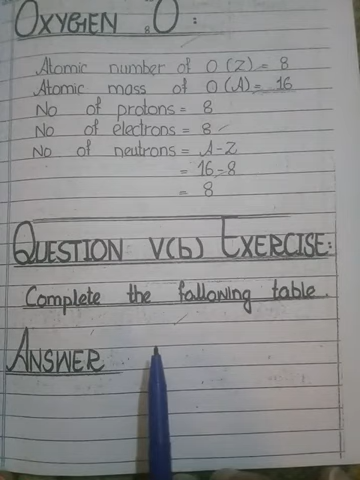 OXYGEN ₈O :
Atomic number of O (Z) = 8
Atomic mass of O (A) = 16
No of protons = 8
No of electrons = 8
No of neutrons = A-Z
= 16-8
= 8
QUESTION V(b) EXERCISE:
Complete the following table.
ANSWER